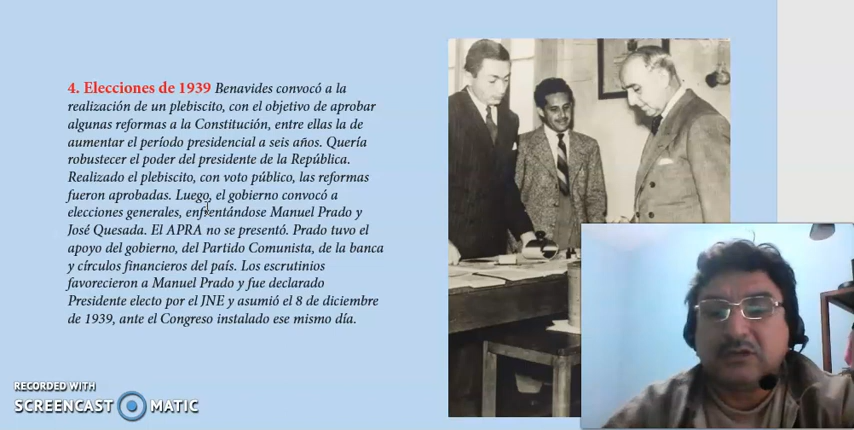 4. Elecciones de 1939 Benavides convocó a la
realización de un plebiscito, con el objetivo de aprobar
algunas reformas a la Constitución, entre ellas la de
aumentar el período presidencial a seis años. Quería
robustecer el poder del presidente de la República.
Realizado el plebiscito, con voto público, las reformas
fueron aprobadas. Luego, el gobierno convocó a
elecciones generales, enfrentándose Manuel Prado y
José Quesada. El APRA no se presentó. Prado tuvo el
apoyo del gobierno, del Partido Comunista, de la banca
y círculos financieros del país. Los escrutinios
favorecieron a Manuel Prado y fue declarado
Presidente electo por el JNE y asumió el 8 de diciembre
de 1939, ante el Congreso instalado ese mismo día.
RECORDED WITH
SCREENCAST MATIC